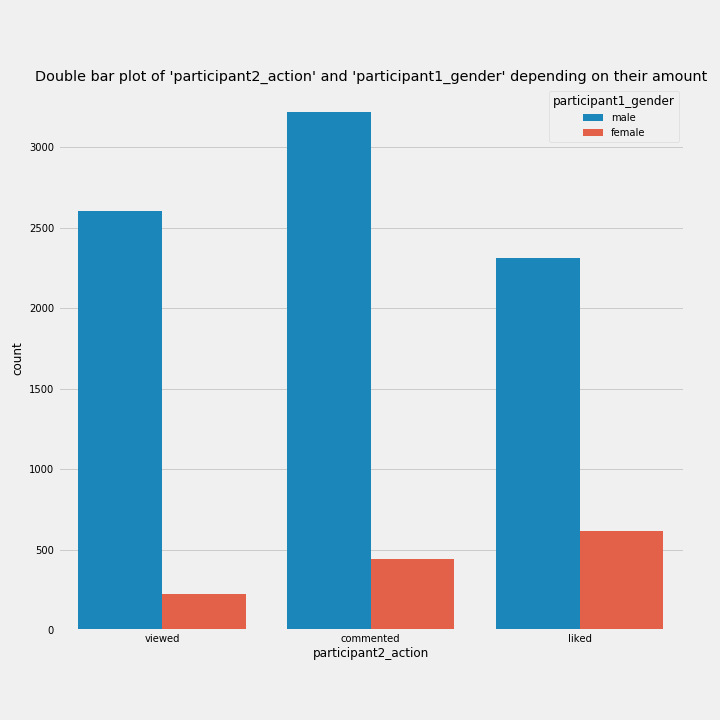 Double bar plot of 'participant2_action' and 'participant1_gender' depending on their amount
participant1_gender
male
female
3000
2500
2000
1500
1000
500
0
count
viewed
commented
liked
participant2_action